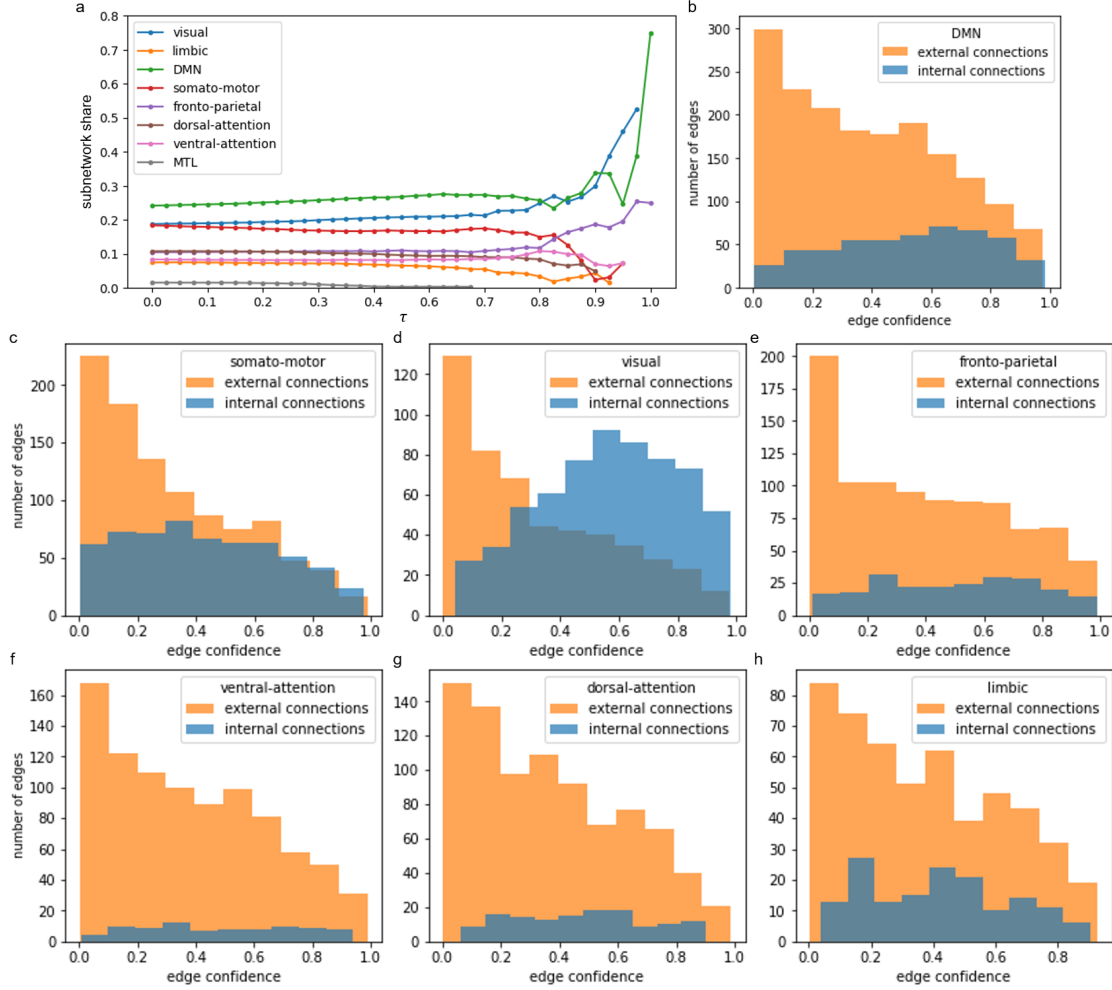 a
0.8
0.7
0.6
0.5
0.4
0.3
0.2
0.1
0.0
subnetwork share
visual
limbic
DMN
somato-motor
fronto-parietal
dorsal-attention
ventral-attention
MTL
0.0 0.1 0.2 0.3 0.4 0.5 0.6 0.7 0.8 0.9 1.0
τ
b
300
250
200
150
100
50
0
number of edges
DMN
external connections
internal connections
0.0 0.2 0.4 0.6 0.8 1.0
edge confidence
c
200
150
100
50
0
number of edges
somato-motor
external connections
internal connections
0.0 0.2 0.4 0.6 0.8 1.0
edge confidence
d
120
100
80
60
40
20
0
visual
external connections
internal connections
0.0 0.2 0.4 0.6 0.8 1.0
edge confidence
e
200
175
150
125
100
75
50
25
0
fronto-parietal
external connections
internal connections
0.0 0.2 0.4 0.6 0.8 1.0
edge confidence
f
160
140
120
100
80
60
40
20
0
number of edges
ventral-attention
external connections
internal connections
0.0 0.2 0.4 0.6 0.8 1.0
edge confidence
g
140
120
100
80
60
40
20
0
dorsal-attention
external connections
internal connections
0.0 0.2 0.4 0.6 0.8 1.0
edge confidence
h
80
70
60
50
40
30
20
10
0
limbic
external connections
internal connections
0.0 0.2 0.4 0.6 0.8
edge confidence